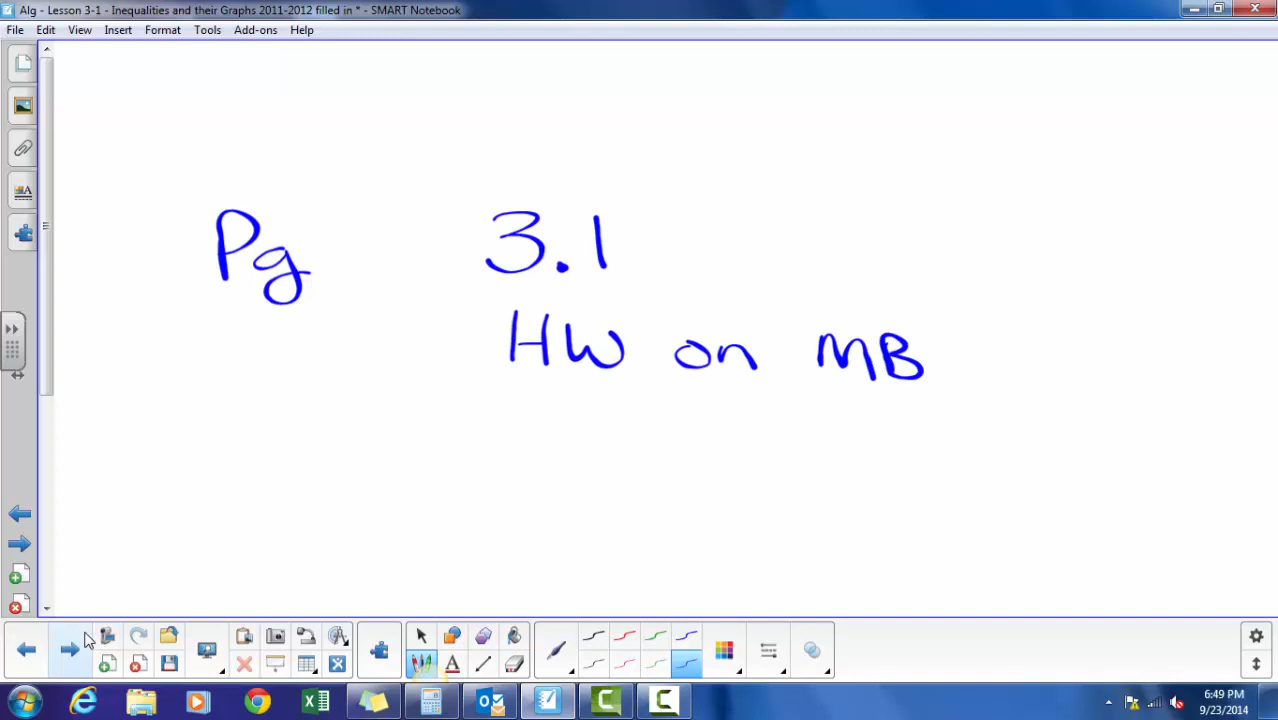 Alg - Lesson 3-1 - Inequalities and their Graphs 2011-2012 filled in * - SMART Notebook
File Edit View Insert Format Tools Add-ons Help
Pg 3.1
HW on MB
6:49 PM
9/23/2014